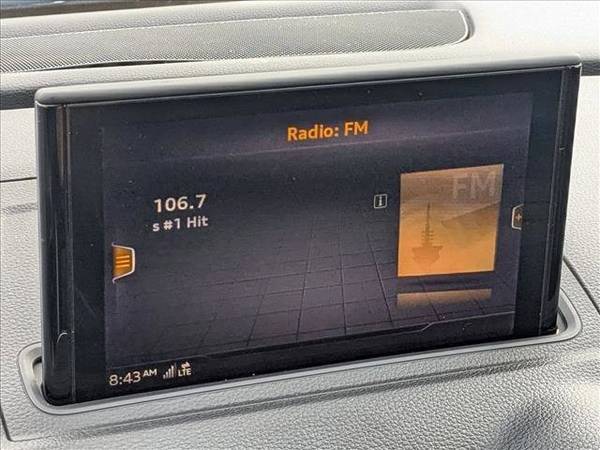 Radio: FM
106.7
s #1 Hit
FM
8:43 AM LTE